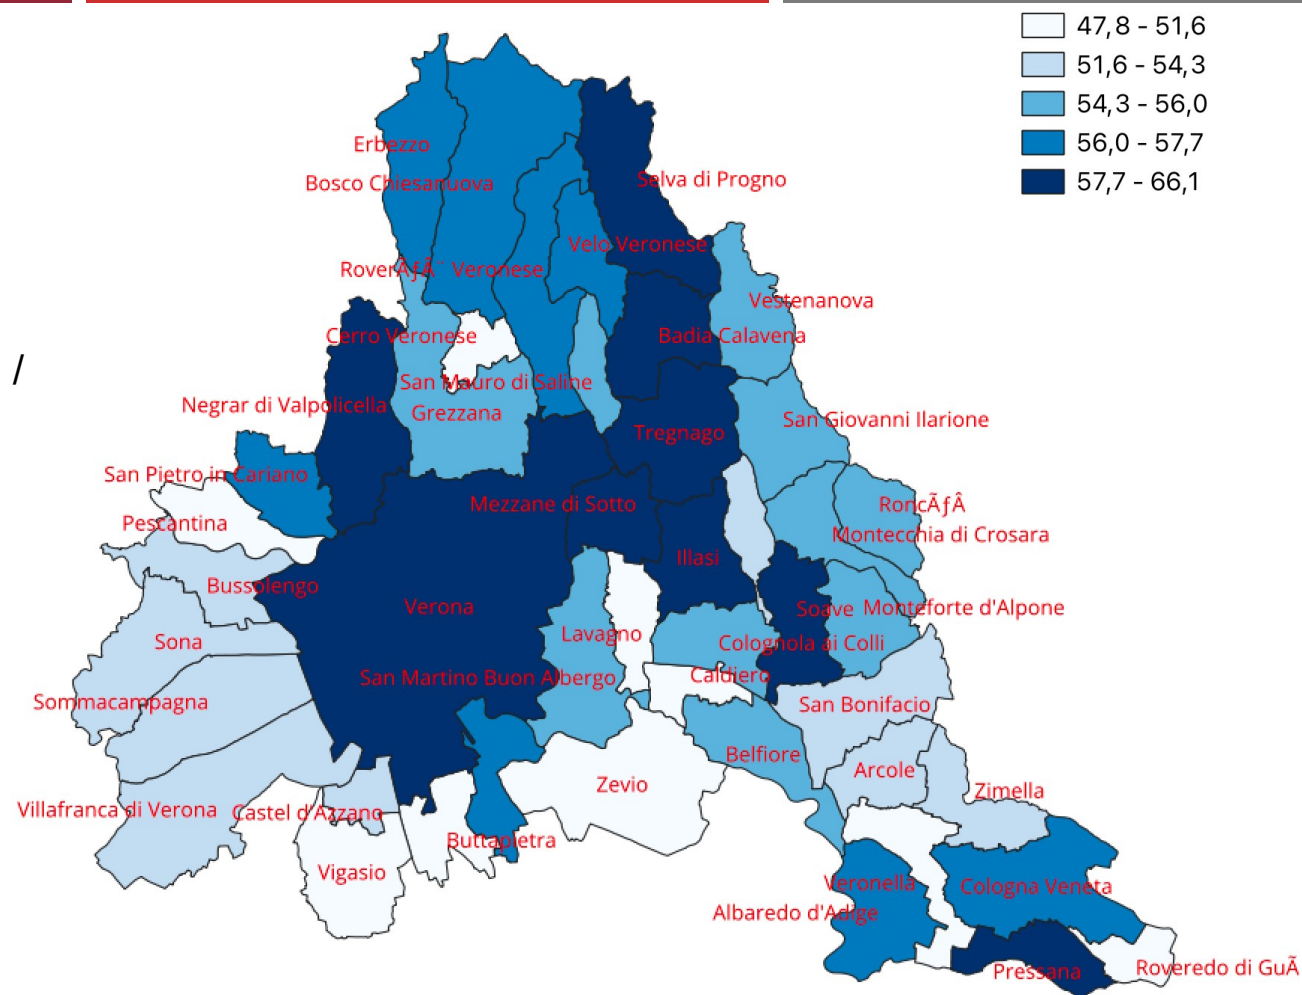 47,8 - 51,6
51,6 - 54,3
54,3 - 56,0
56,0 - 57,7
57,7 - 66,1
Erbezzo
Bosco Chiesanuova
Selva di Progno
Velo Veronese
RoverÃƒÂ¨ Veronese
Vestenanova
Cerro Veronese
Badia Calavena
/
San Mauro di Saline
Negrar di Valpolicella
Grezzana
San Giovanni Ilarione
Tregnago
San Pietro in Cariano
Mezzane di Sotto
RoncÃƒÂ
Pescantina
Montecchia di Crosara
Illasi
Bussolengo
Verona
Soave
Monteforte d'Alpone
Sona
Lavagno
Colognola ai Colli
San Martino Buon Albergo
Caldiero
Sommacampagna
San Bonifacio
Belfiore
Arcole
Zevio
Zimella
Villafranca di Verona
Castel d'Azzano
Buttapietra
Vigasio
Veronella
Cologna Veneta
Albaredo d'Adige
Pressana
Roveredo di GuÃ